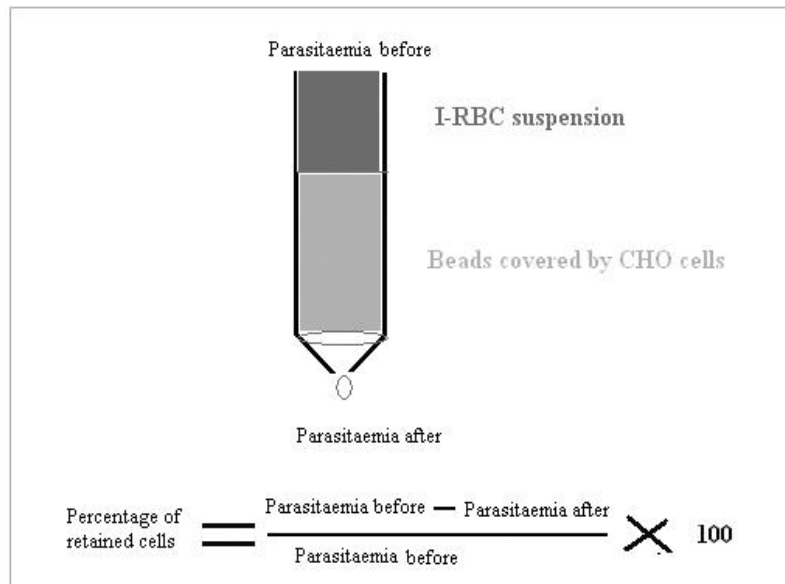 Parasitaemia before
I-RBC suspension
Beads covered by CHO cells
Parasitaemia after
Percentage of
retained cells
Parasitaemia before — Parasitaemia after
Parasitaemia before
100